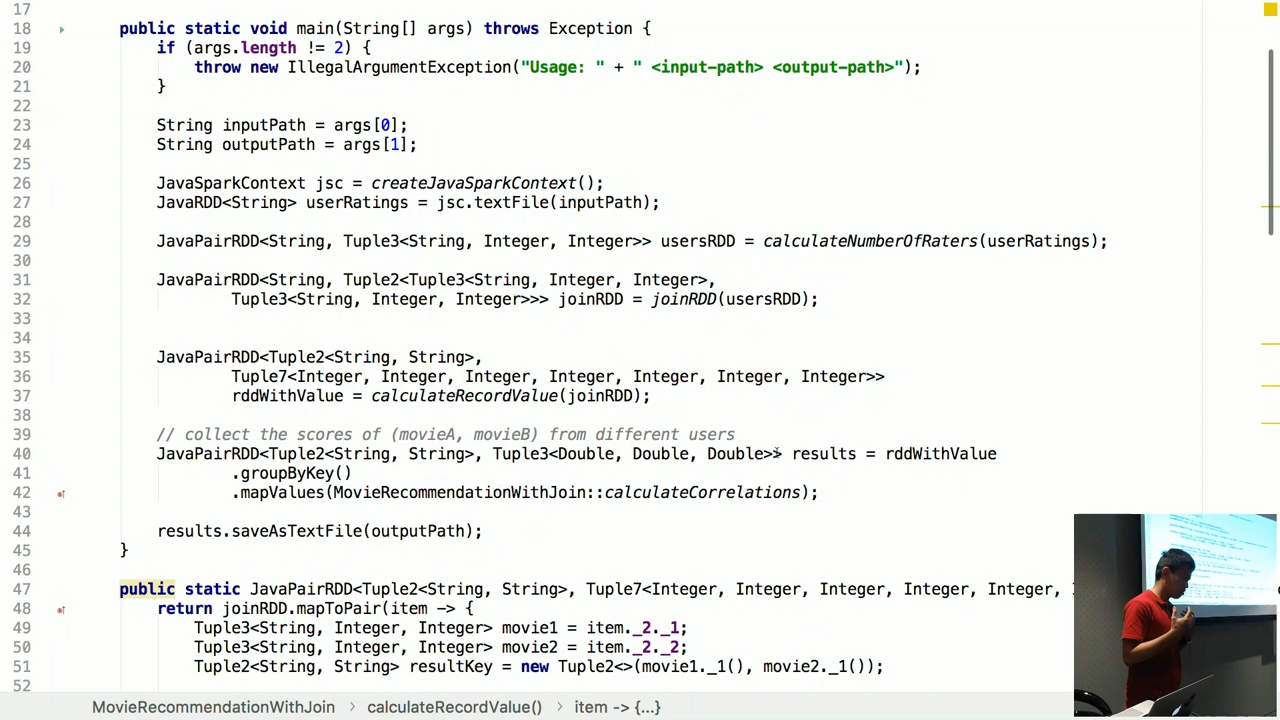 17
18 public static void main(String[] args) throws Exception {
19 if (args.length != 2) {
20 throw new IllegalArgumentException("Usage: " + " <input-path> <output-path>");
21 }
22
23 String inputPath = args[0];
24 String outputPath = args[1];
25
26 JavaSparkContext jsc = createJavaSparkContext();
27 JavaRDD<String> userRatings = jsc.textFile(inputPath);
28
29 JavaPairRDD<String, Tuple3<String, Integer, Integer>> usersRDD = calculateNumberOfRaters(userRatings);
30
31 JavaPairRDD<String, Tuple2<Tuple3<String, Integer, Integer>,
32 Tuple3<String, Integer, Integer>>> joinRDD = joinRDD(usersRDD);
33
34
35 JavaPairRDD<Tuple2<String, String>,
36 Tuple7<Integer, Integer, Integer, Integer, Integer, Integer, Integer>>
37 rddWithValue = calculateRecordValue(joinRDD);
38
39 // collect the scores of (movieA, movieB) from different users
40 JavaPairRDD<Tuple2<String, String>, Tuple3<Double, Double, Double>> results = rddWithValue
41 .groupByKey()
42 .mapValues(MovieRecommendationWithJoin::calculateCorrelations);
43
44 results.saveAsTextFile(outputPath);
45 }
46
47 public static JavaPairRDD<Tuple2<String, String>, Tuple7<Integer, Integer, Integer, Integer, Integer,
48 return joinRDD.mapToPair(item -> {
49 Tuple3<String, Integer, Integer> movie1 = item._2._1;
50 Tuple3<String, Integer, Integer> movie2 = item._2._2;
51 Tuple2<String, String> resultKey = new Tuple2<>(movie1._1(), movie2._1());
52
MovieRecommendationWithJoin > calculateRecordValue() > item -> {...}